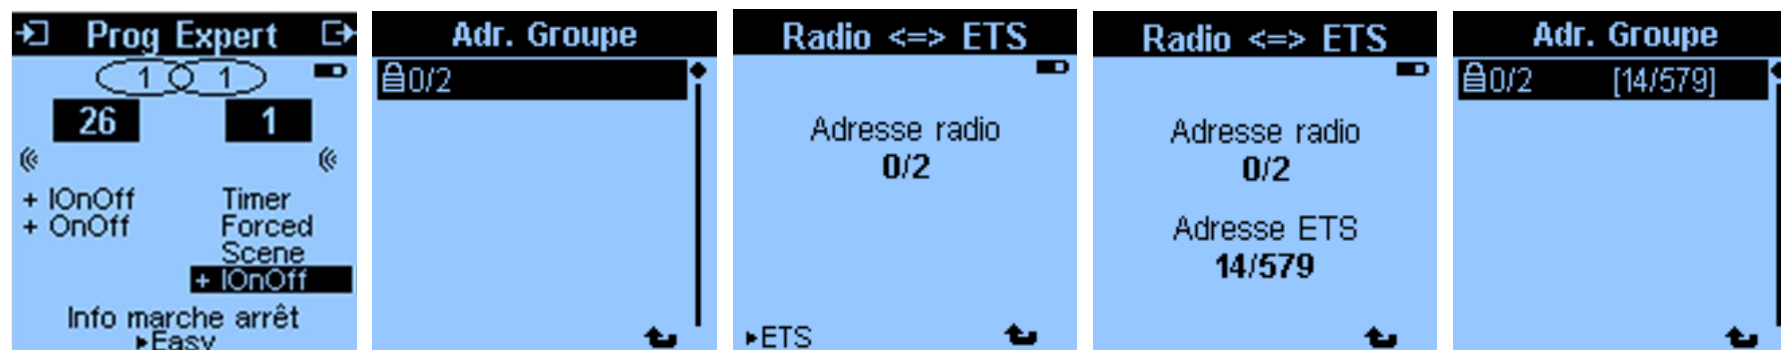 Prog Expert
1 1
26 1
+ IOnOff Timer
+ OnOff Forced
Scene
+ IOnOff
Info marche arrêt
▸Easy
Adr. Groupe
0/2
Radio <=> ETS
Adresse radio
0/2
▸ETS
Radio <=> ETS
Adresse radio
0/2
Adresse ETS
14/579
Adr. Groupe
0/2 [14/579]